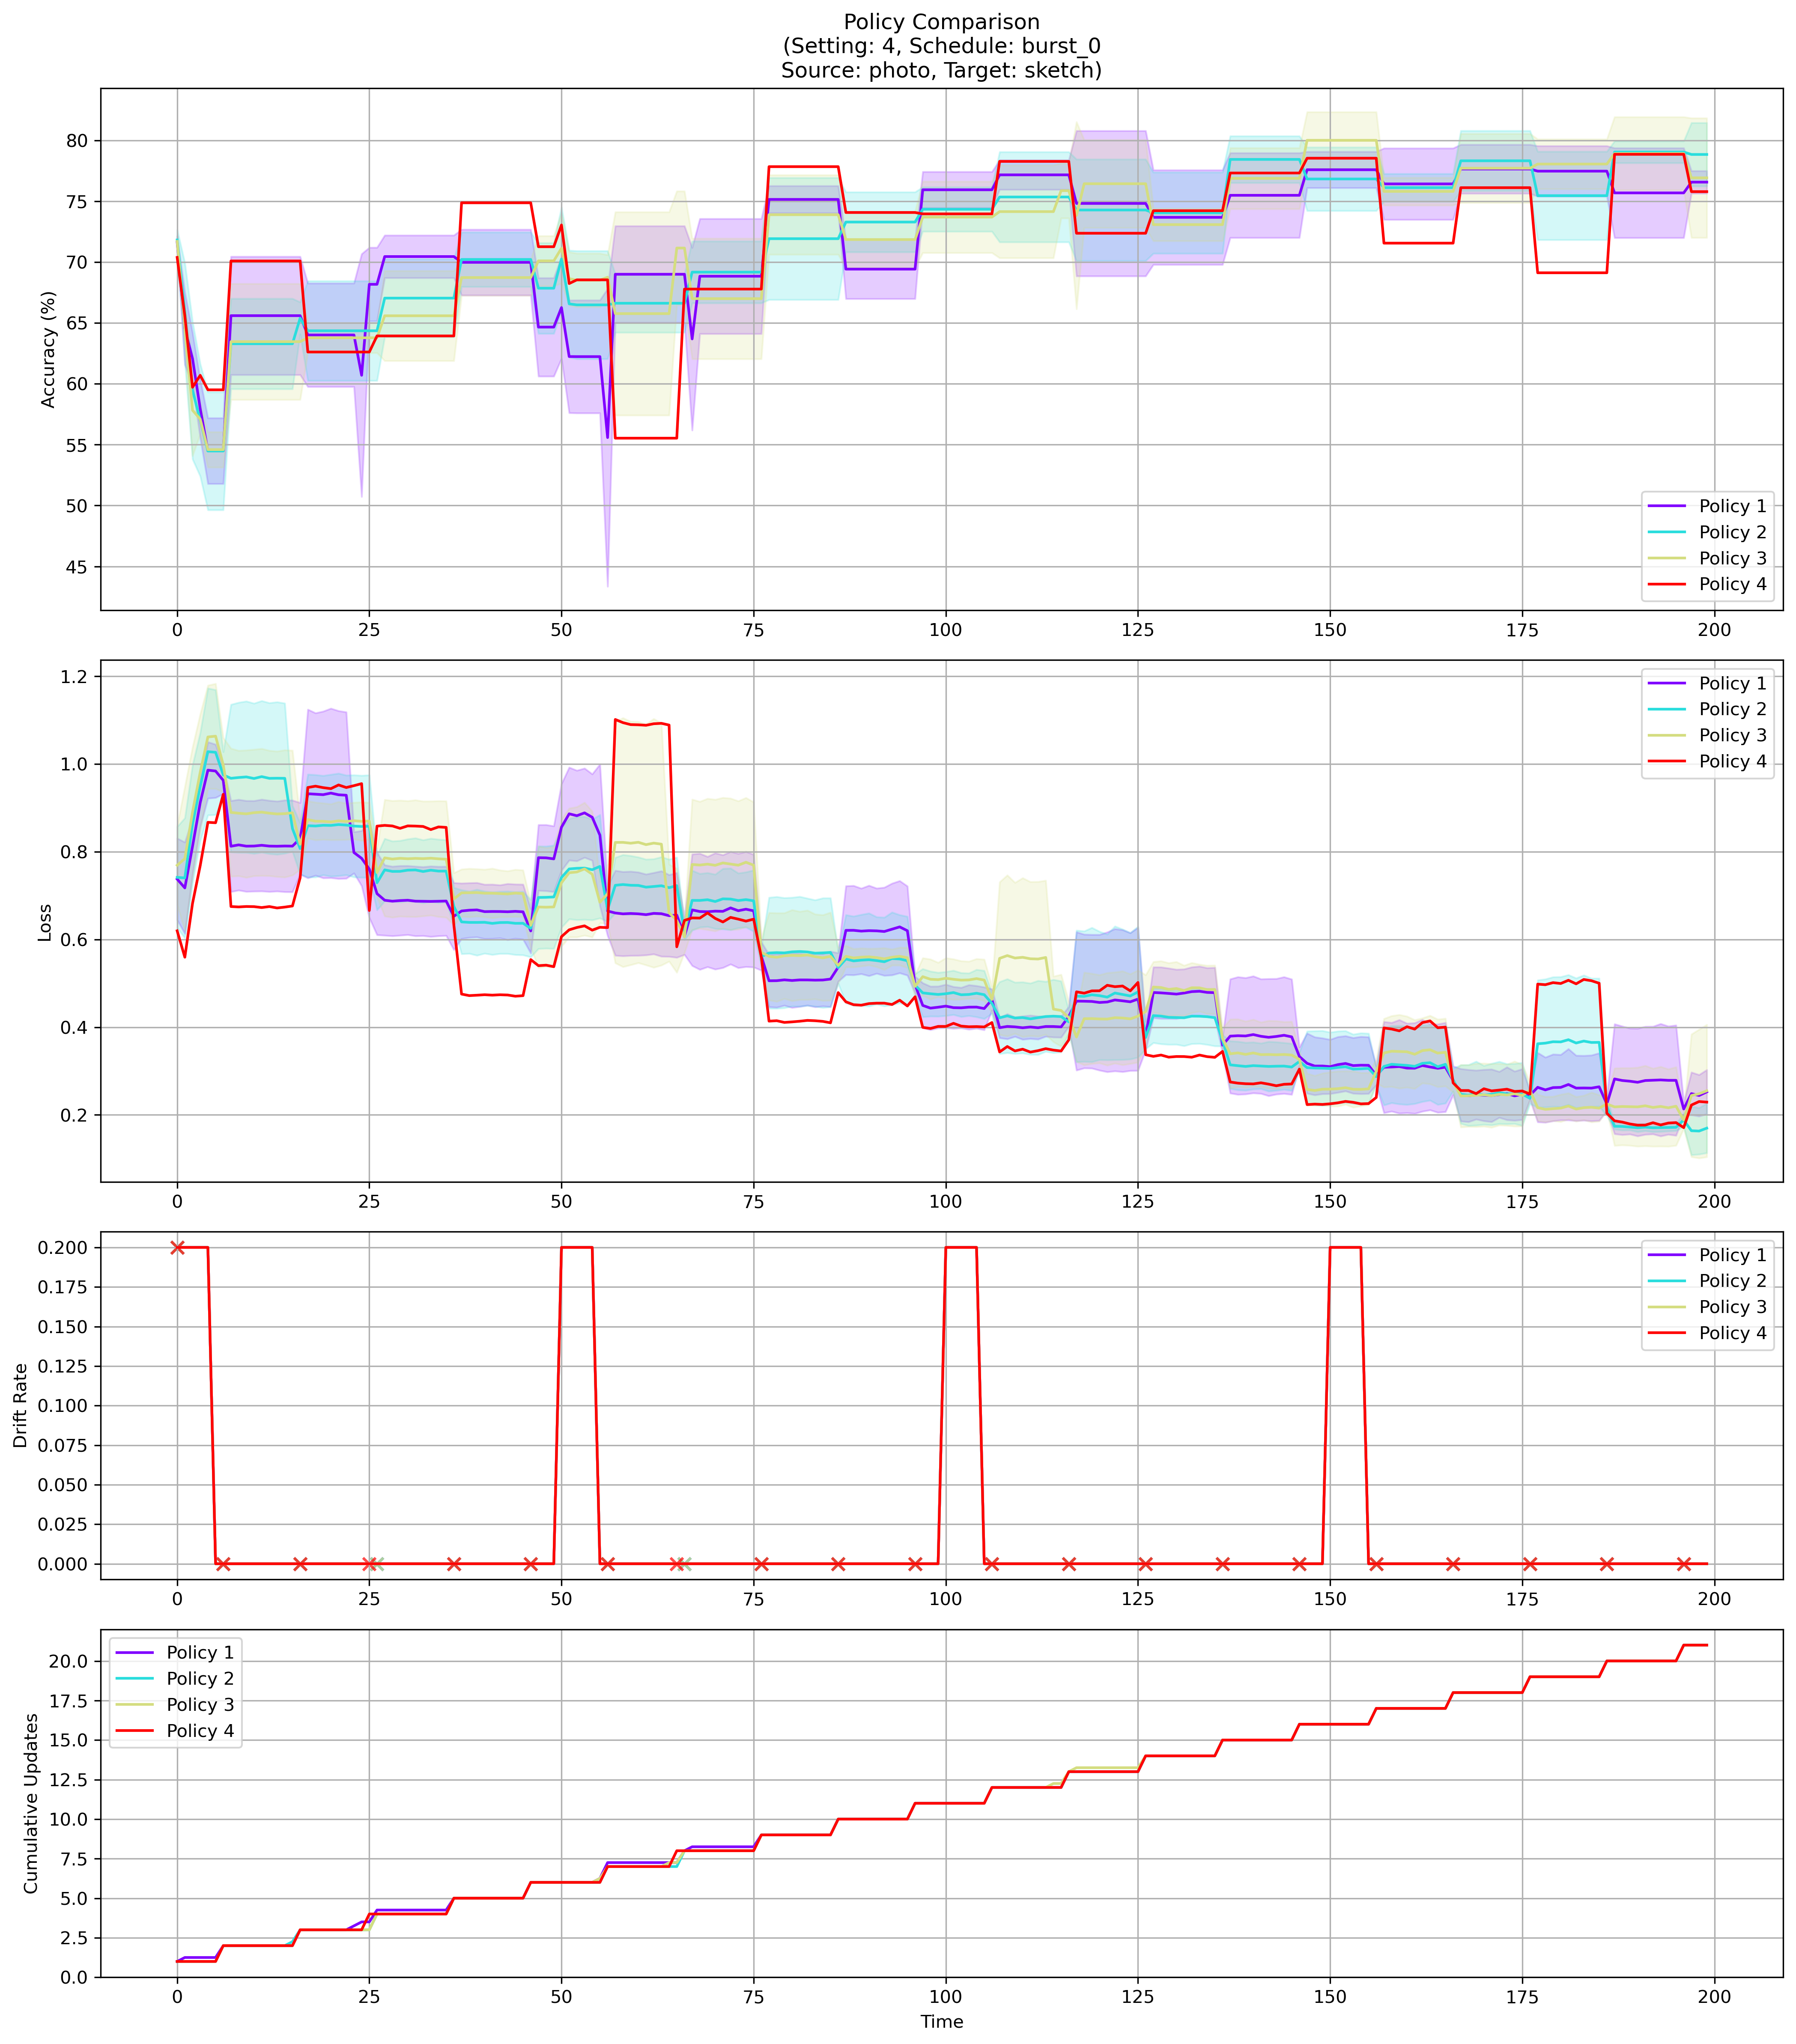 Policy Comparison
(Setting: 4, Schedule: burst_0
Source: photo, Target: sketch)
Accuracy (%)
80
75
70
65
60
55
50
45
0 25 50 75 100 125 150 175 200
Policy 1
Policy 2
Policy 3
Policy 4
Loss
1.2
1.0
0.8
0.6
0.4
0.2
0 25 50 75 100 125 150 175 200
Policy 1
Policy 2
Policy 3
Policy 4
Drift Rate
0.200
0.175
0.150
0.125
0.100
0.075
0.050
0.025
0.000
0 25 50 75 100 125 150 175 200
Policy 1
Policy 2
Policy 3
Policy 4
Cumulative Updates
20.0
17.5
15.0
12.5
10.0
7.5
5.0
2.5
0.0
0 25 50 75 100 125 150 175 200
Policy 1
Policy 2
Policy 3
Policy 4
Time